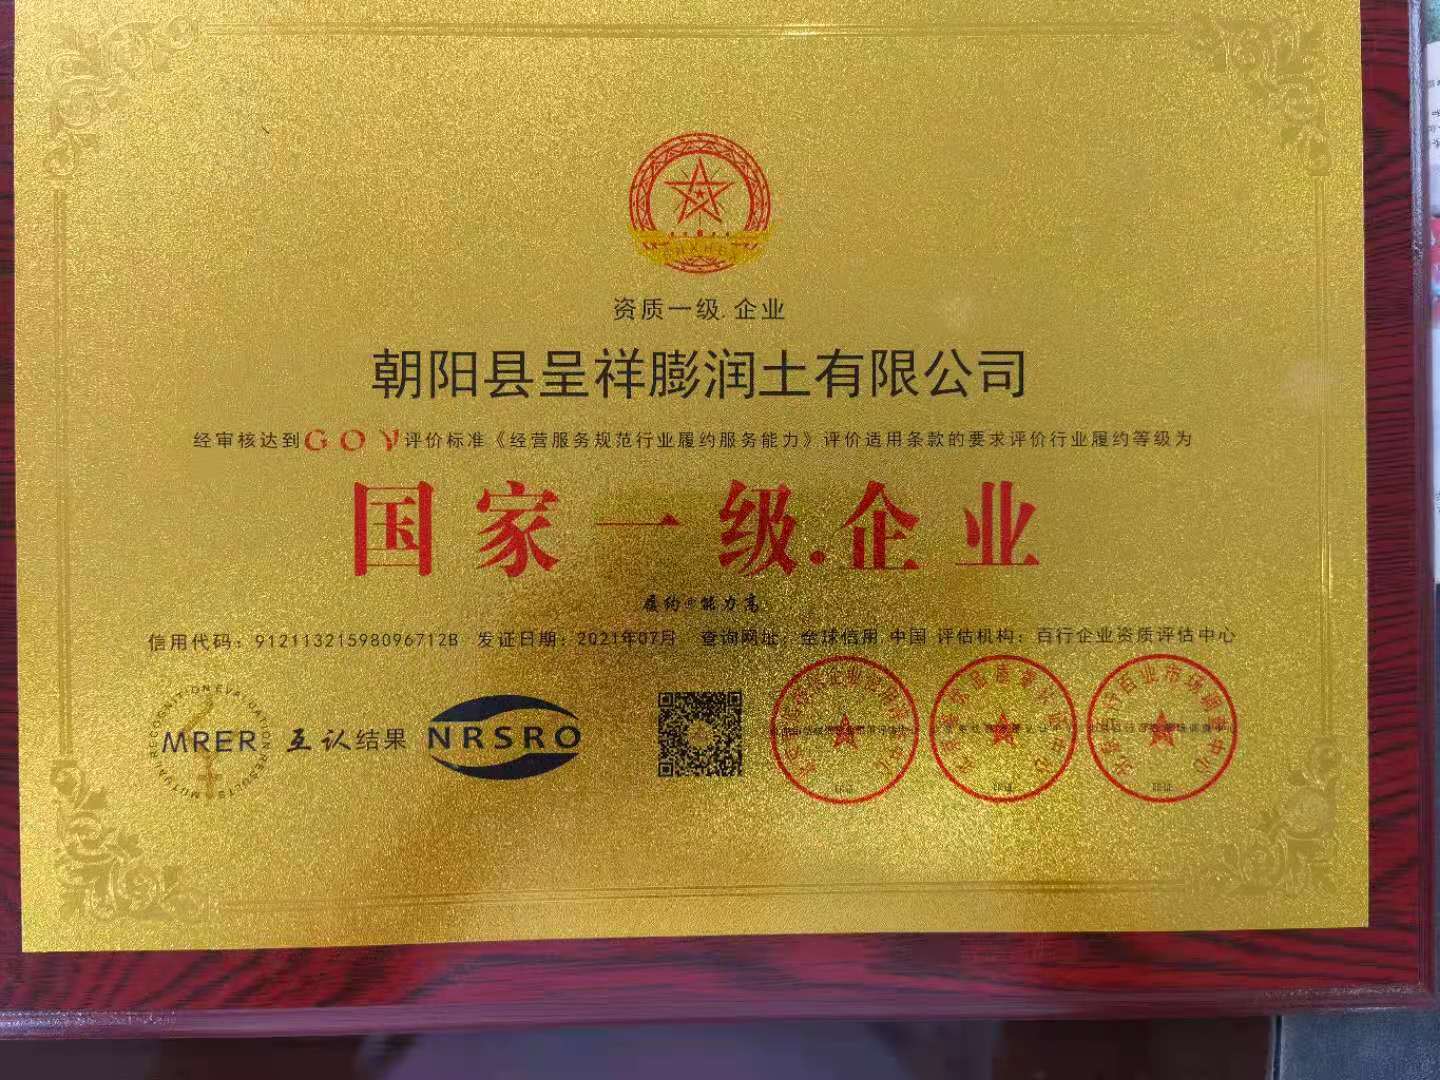 资质一级.企业
朝阳县呈祥膨润土有限公司
经审核达到GOV评价标准《经营服务规范行业履约服务能力》评价适用条款的要求评价行业履约等级为
国家一级.企业
履约®能力高
信用代码:91211321598096712B 发证日期:2021年07月 查询网址:全球信用.中国 评估机构:百行企业资质评估中心
MRER 互认结果 NRSRO